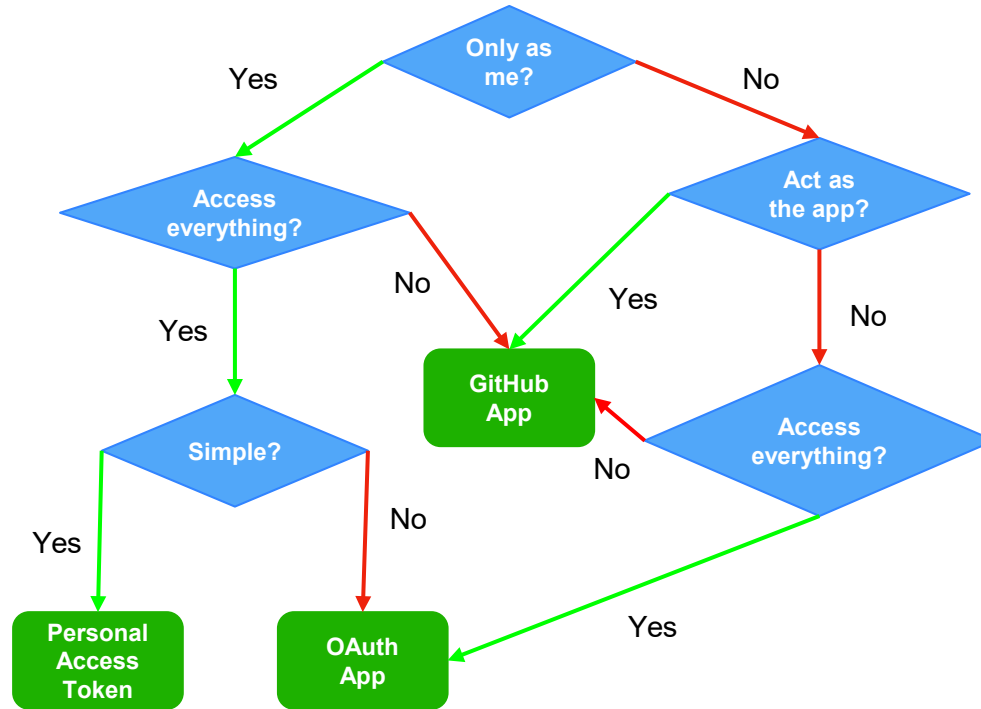 Only as
me?
Yes
No
Access
everything?
Act as
the app?
No
Yes
Yes
No
GitHub
App
Simple?
Access
everything?
No
Yes
No
Yes
Personal
Access
Token
OAuth
App